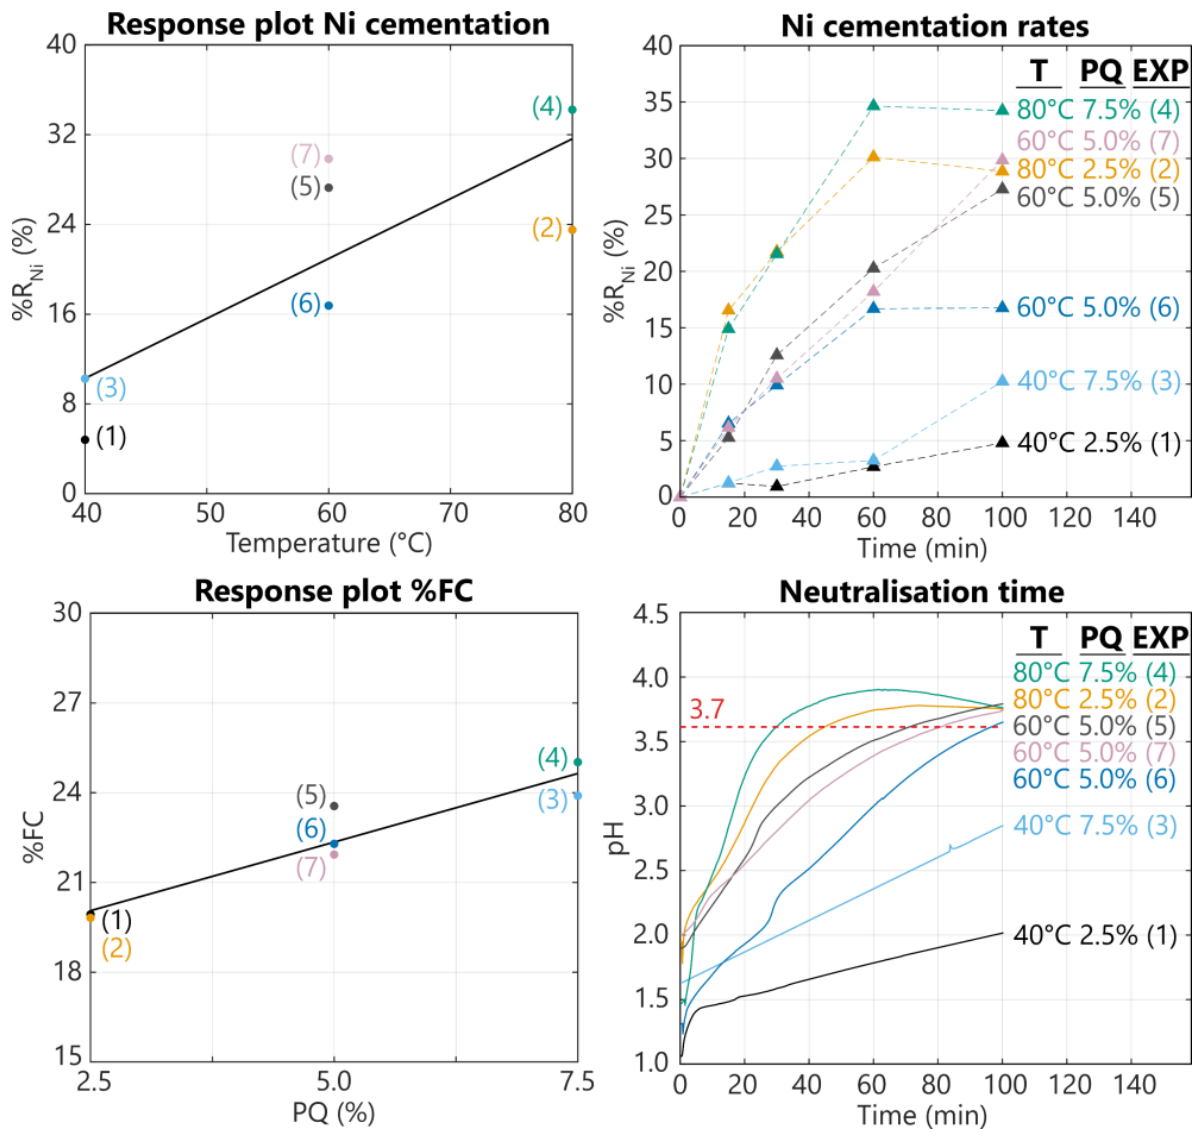 Response plot Ni cementation
40
32
24
16
8
0
%R_Ni (%)
(4)
(7)
(5)
(2)
(6)
(3)
(1)
40
50
60
70
80
Temperature (°C)
Ni cementation rates
40
35
30
25
20
15
10
5
0
%R_Ni (%)
T PQ EXP
80°C 7.5% (4)
60°C 5.0% (7)
80°C 2.5% (2)
60°C 5.0% (5)
60°C 5.0% (6)
40°C 7.5% (3)
40°C 2.5% (1)
0
20
40
60
80
100
120
140
Time (min)
Response plot %FC
30
27
24
21
18
15
%FC
(4)
(5)
(3)
(6)
(7)
(1)
(2)
2.5
5.0
7.5
PQ (%)
Neutralisation time
4.5
4.0
3.5
3.0
2.5
2.0
1.5
1.0
pH
3.7
T PQ EXP
80°C 7.5% (4)
80°C 2.5% (2)
60°C 5.0% (5)
60°C 5.0% (7)
60°C 5.0% (6)
40°C 7.5% (3)
40°C 2.5% (1)
0
20
40
60
80
100
120
140
Time (min)